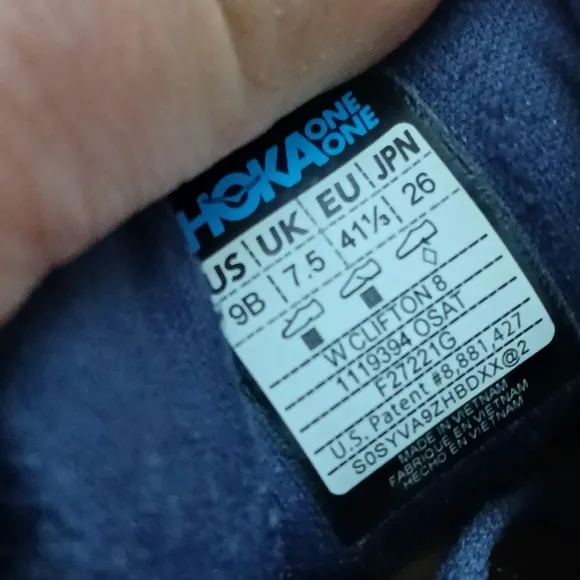 HOKA ONE ONE
US UK EU JPN
9B 7.5 41⅓ 26
W CLIFTON 8
1119394 OSAT
F27221G
U.S. Patent #8,881,427
S0SYVA9ZHBDXX@2
MADE IN VIETNAM
FABRIQUÉ EN VIETNAM
HECHO EN VIETNAM